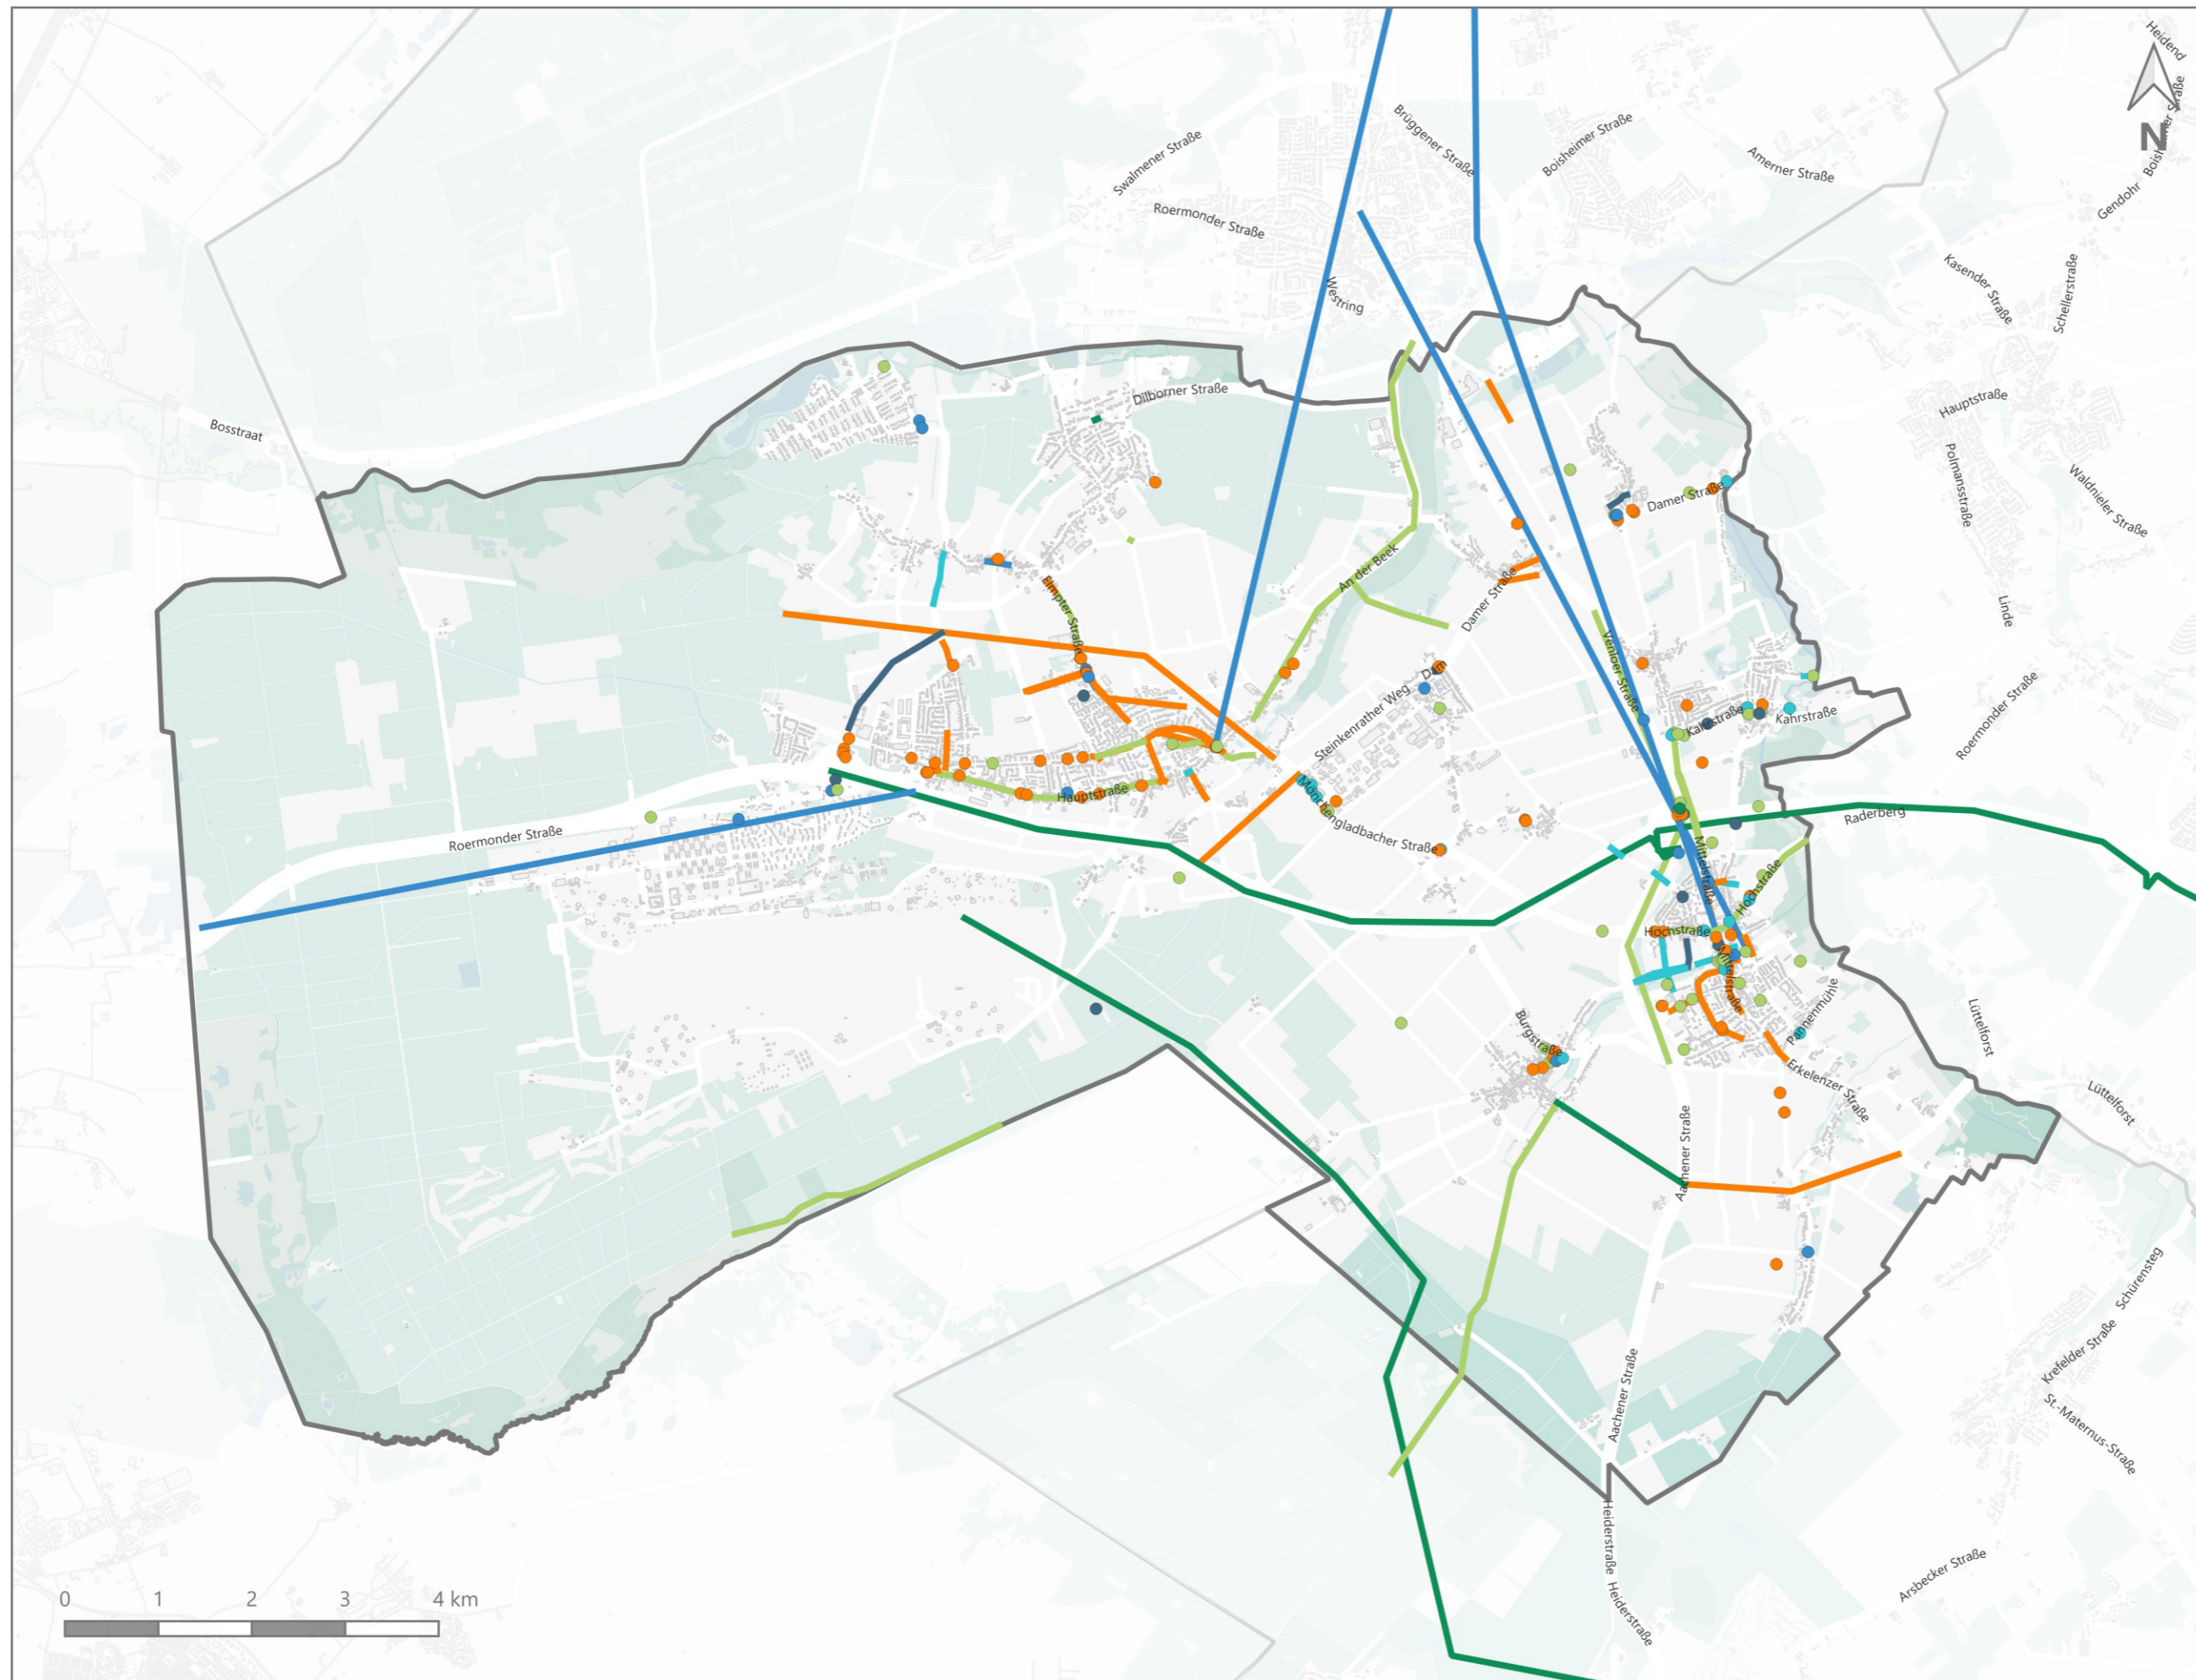 Heidend
Boisheimer Straße
N
Gendohr
Brüggener Straße
Boisheimer Straße
Amerner Straße
Swalmener Straße
Roermonder Straße
Westring
Kasender Straße
Schellerstraße
Hauptstraße
Polmansstraße
Waldnieler Straße
Linde
Roermonder Straße
Bosstraat
Dilborner Straße
Damer Straße
An der Beek
Elmpter Straße
Damer Straße
Venloer Straße
Dam
Steinkenrather Weg
Kahrstraße
Kahrstraße
Hauptstraße
Mönchengladbacher Straße
Roermonder Straße
Raderberg
Mittelstraße
Hochstraße
Hochstraße
Mittelstraße
Pannenmühle
Burgstraße
Erkelenzer Straße
Lüttelforst
Lüttelforst
Aachener Straße
Schürensteg
Krefelder Straße
St.-Maternus-Straße
Aachener Straße
Heiderstraße
Heiderstraße
Arsbecker Straße
0 1 2 3 4 km